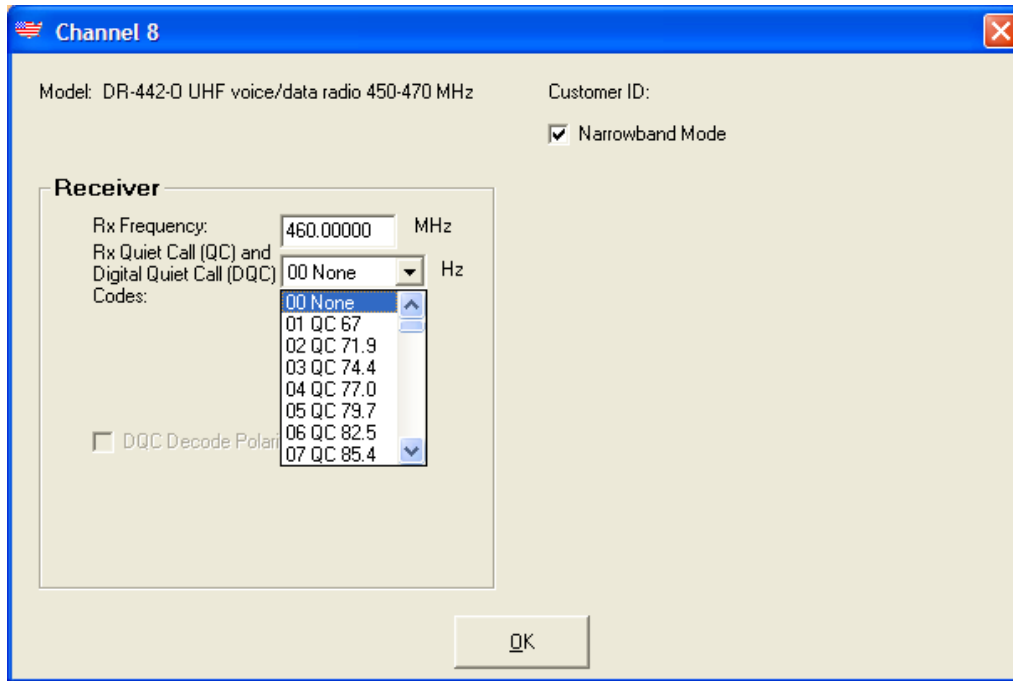 Channel 8
Model: DR-442-O UHF voice/data radio 450-470 MHz
Customer ID:
Narrowband Mode
Receiver
Rx Frequency:
460.00000
MHz
Rx Quiet Call (QC) and
Digital Quiet Call (DQC)
Codes:
00 None
Hz
00 None
01 QC 67
02 QC 71.9
03 QC 74.4
04 QC 77.0
05 QC 79.7
06 QC 82.5
07 QC 85.4
DQC Decode Polari
OK